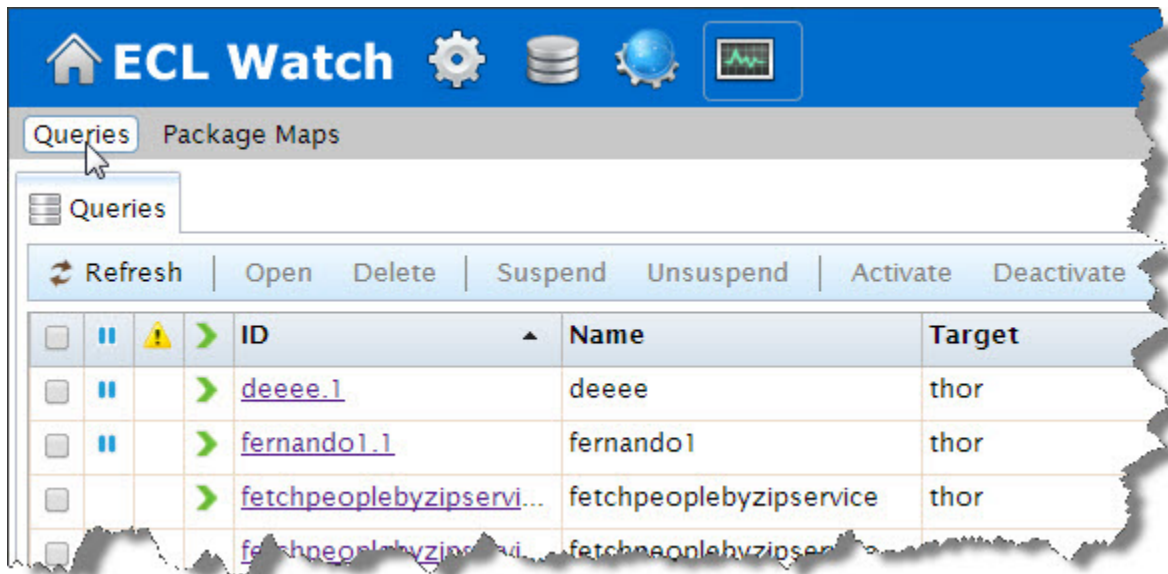 ECL Watch
Queries Package Maps
Queries
Refresh Open Delete Suspend Unsuspend Activate Deactivate
ID Name Target
deeee.1 deeee thor
fernando1.1 fernando1 thor
fetchpeoplebyzipservi... fetchpeoplebyzipservice thor